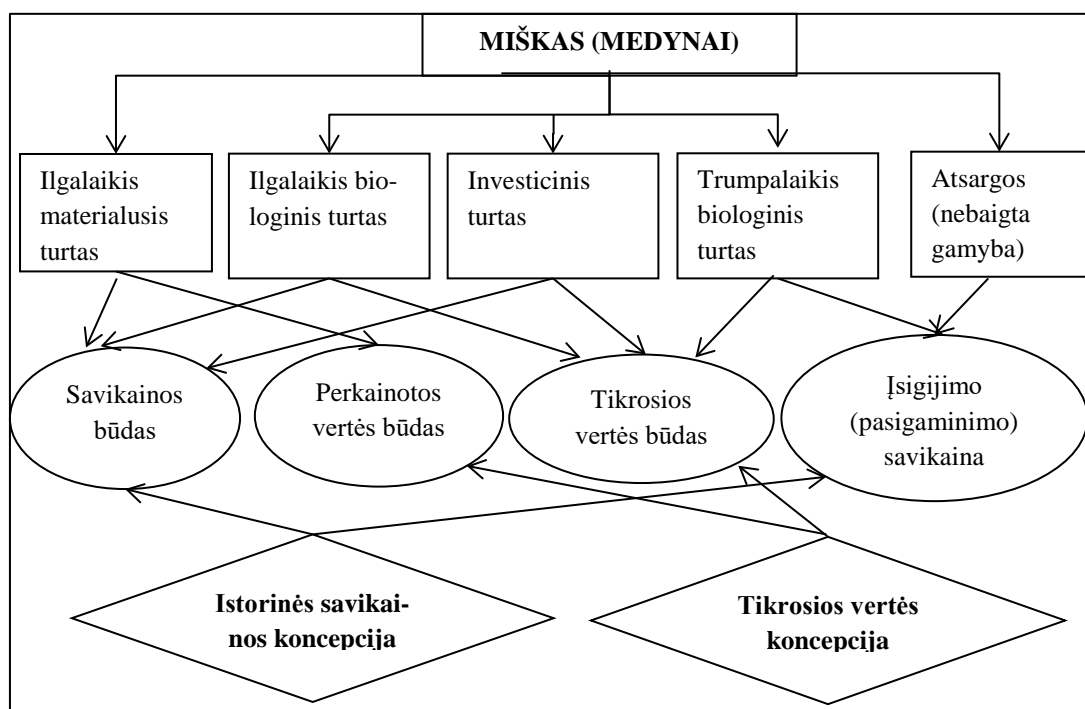 MIŠKAS (MEDYNAI)
Ilgalaikis
materialusis
turtas
Ilgalaikis bio-
loginis turtas
Investicinis
turtas
Trumpalaikis
biologinis
turtas
Atsargos
(nebaigta
gamyba)
Savikainos
būdas
Perkainotos
vertės būdas
Tikrosios
vertės būdas
Įsigijimo
(pasigaminimo)
savikaina
Istorinės savikai-
nos koncepcija
Tikrosios vertės
koncepcija